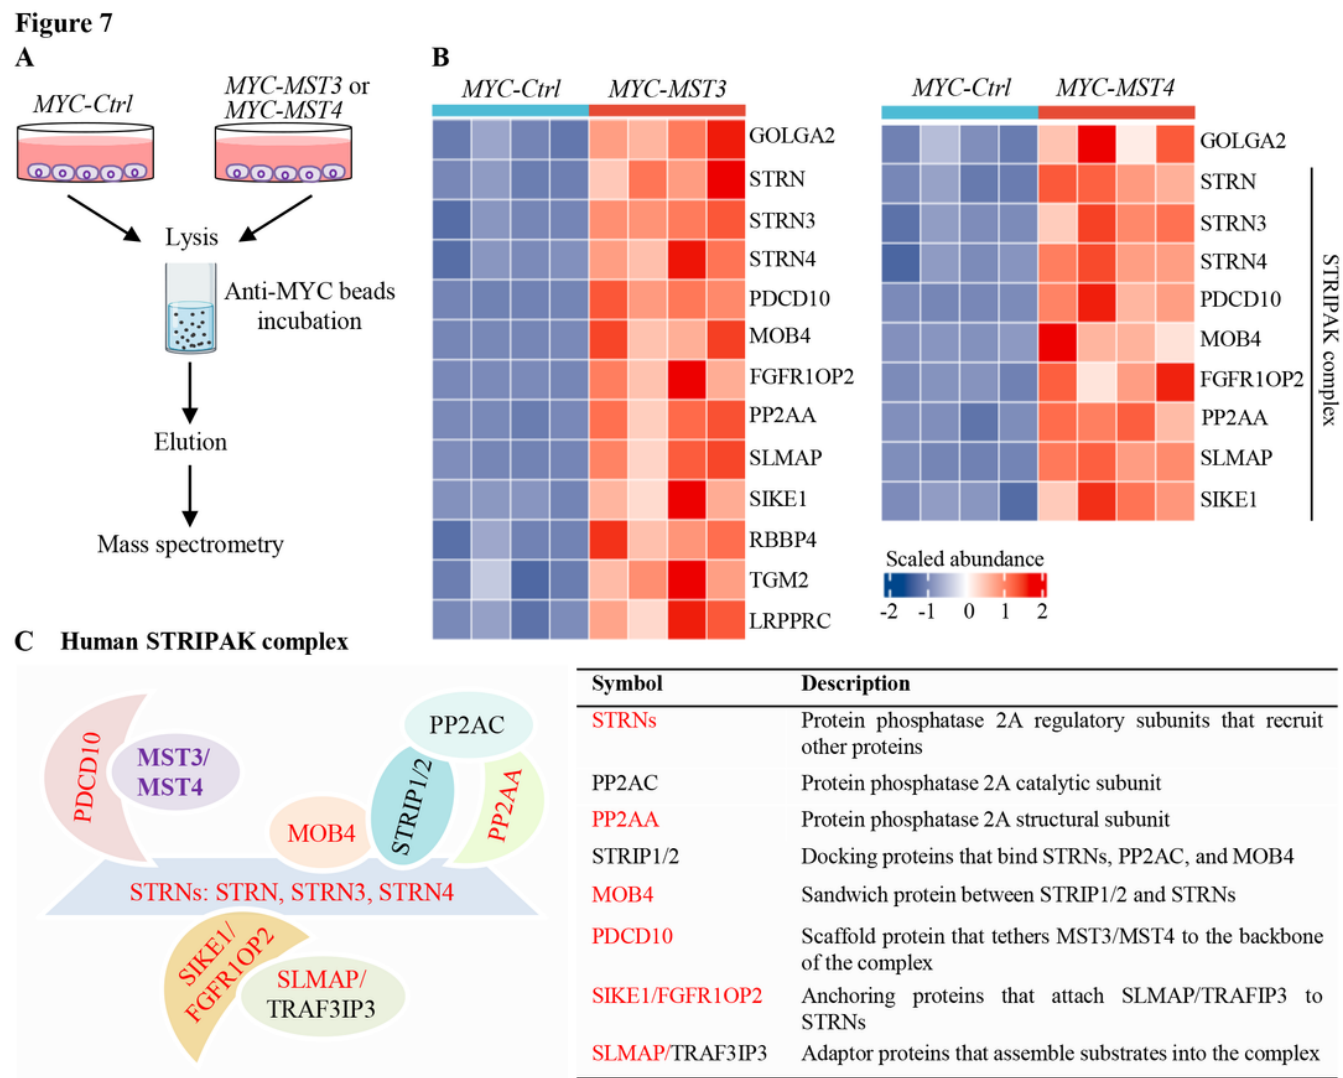 Figure 7
A
MYC-Ctrl
MYC-MST3 or
MYC-MST4
Lysis
Anti-MYC beads
incubation
Elution
Mass spectrometry
B
MYC-Ctrl
MYC-MST3
GOLGA2
STRN
STRN3
STRN4
PDCD10
MOB4
FGFR1OP2
PP2AA
SLMAP
SIKE1
RBBP4
TGM2
LRPPRC
MYC-Ctrl
MYC-MST4
GOLGA2
STRN
STRN3
STRN4
PDCD10
MOB4
FGFR1OP2
PP2AA
SLMAP
SIKE1
STRIPAK complex
Scaled abundance
-2 -1 0 1 2
C Human STRIPAK complex
PDCD10
MST3/
MST4
MOB4
STRIP1/2
PP2AC
PP2AA
STRNs: STRN, STRN3, STRN4
SIKE1/
FGFR1OP2
SLMAP/
TRAF3IP3
Symbol Description
STRNs Protein phosphatase 2A regulatory subunits that recruit
other proteins
PP2AC Protein phosphatase 2A catalytic subunit
PP2AA Protein phosphatase 2A structural subunit
STRIP1/2 Docking proteins that bind STRNs, PP2AC, and MOB4
MOB4 Sandwich protein between STRIP1/2 and STRNs
PDCD10 Scaffold protein that tethers MST3/MST4 to the backbone
of the complex
SIKE1/FGFR1OP2 Anchoring proteins that attach SLMAP/TRAFIP3 to
STRNs
SLMAP/TRAF3IP3 Adaptor proteins that assemble substrates into the complex